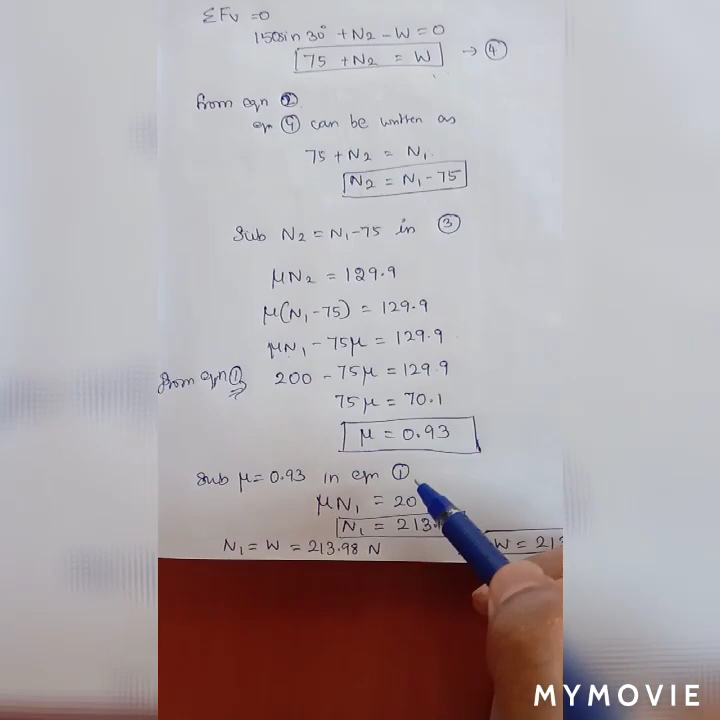 ΣFv = 0
150sin 30° + N2 - W = 0
75 + N2 = W → ④
from eqn ②
eqn ④ can be written as
75 + N2 = N1.
N2 = N1 - 75
Sub N2 = N1-75 in ③
μN2 = 129.9
μ(N1-75) = 129.9
μN1 - 75μ = 129.9
from eqn ① ⇒ 200 - 75μ = 129.9
75μ = 70.1
μ = 0.93
Sub μ = 0.93 in eqn ①
μN1 = 20
N1 = 213.
N1 = W = 213.98 N W = 213
MYMOVIE